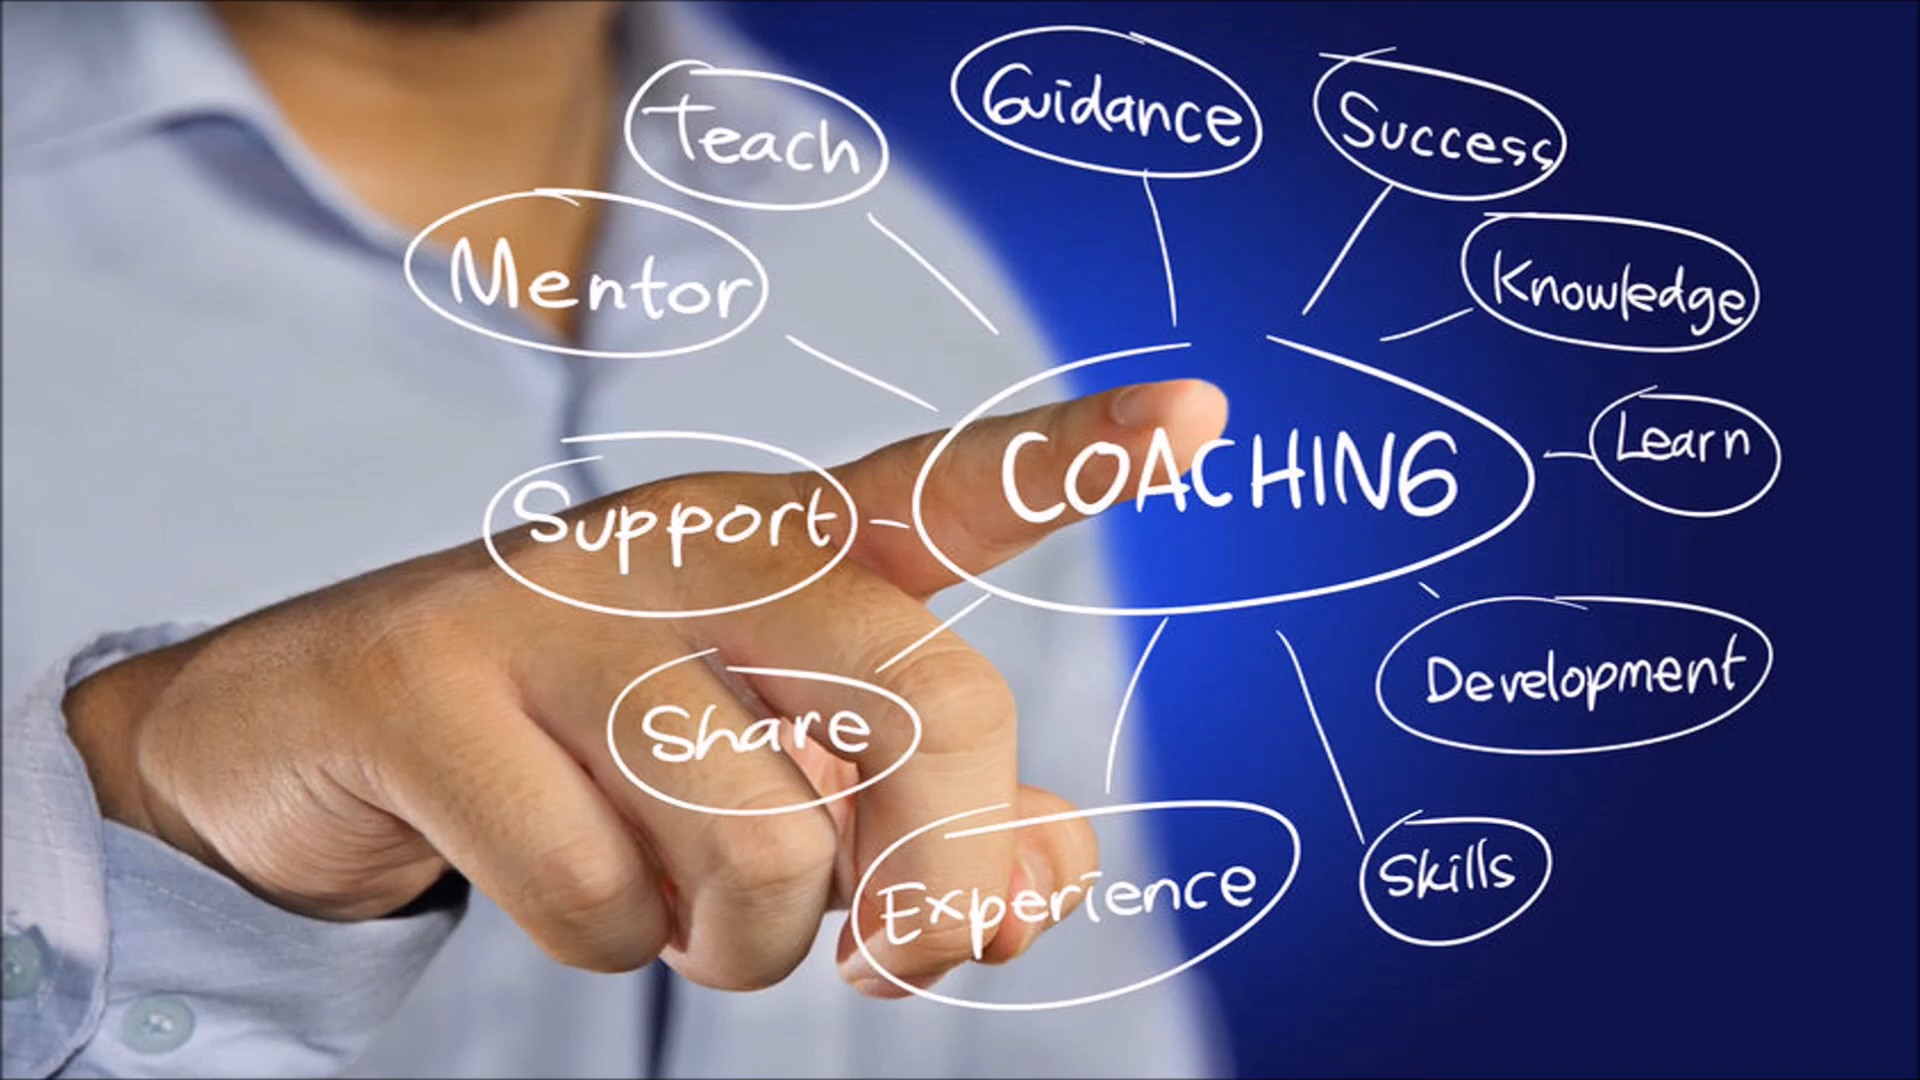 Teach
Guidance
Success
Mentor
Knowledge
COACHING
Learn
Support
Development
Share
Experience
Skills